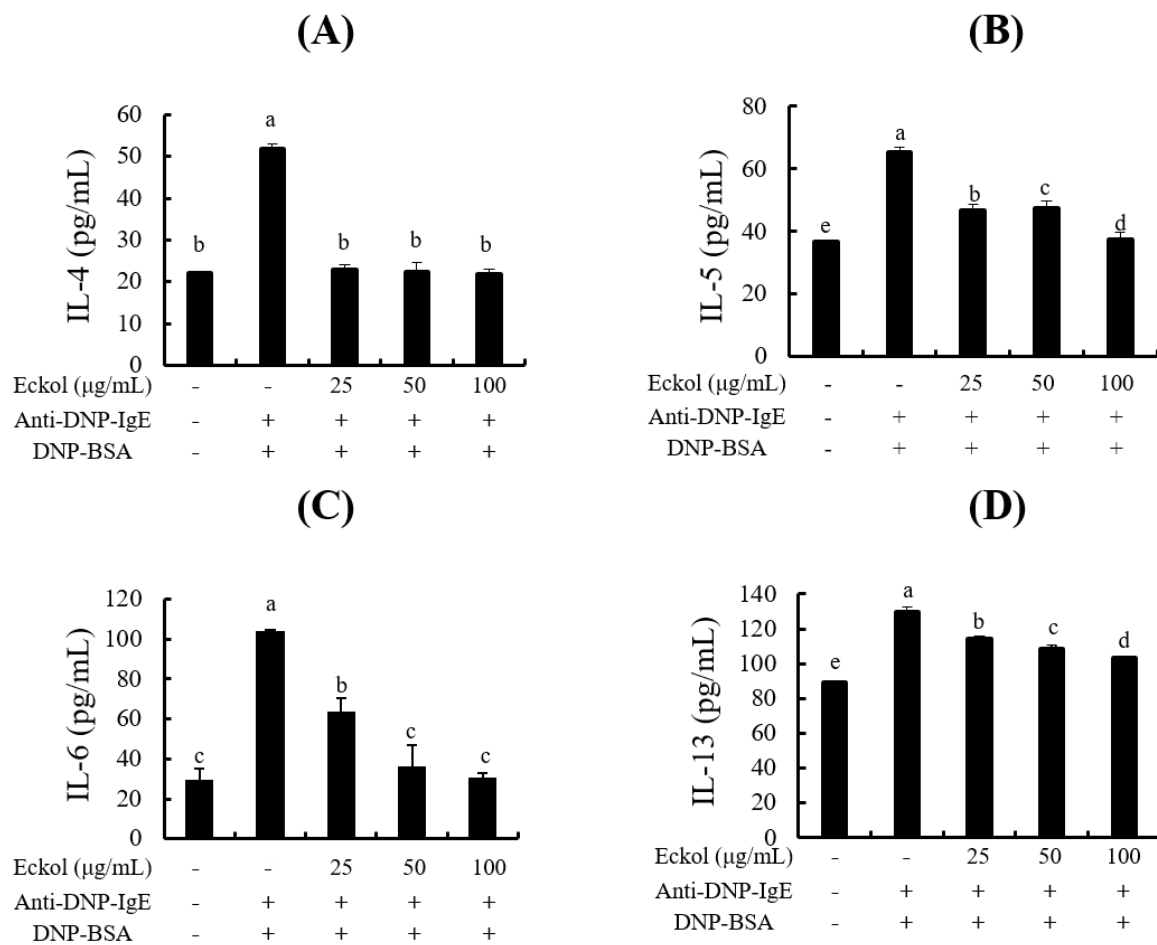 (A)
60
50
40
30
20
10
0
IL-4 (pg/mL)
a
b
b
b
b
Eckol (μg/mL) - - 25 50 100
Anti-DNP-IgE - + + + +
DNP-BSA - + + + +
(B)
80
60
40
20
0
IL-5 (pg/mL)
e
a
b
c
d
Eckol (μg/mL) - - 25 50 100
Anti-DNP-IgE - + + + +
DNP-BSA - + + + +
(C)
120
100
80
60
40
20
0
IL-6 (pg/mL)
c
a
b
c
c
Eckol (μg/mL) - - 25 50 100
Anti-DNP-IgE - + + + +
DNP-BSA - + + + +
(D)
140
120
100
80
60
40
20
0
IL-13 (pg/mL)
e
a
b
c
d
Eckol (μg/mL) - - 25 50 100
Anti-DNP-IgE - + + + +
DNP-BSA - + + + +